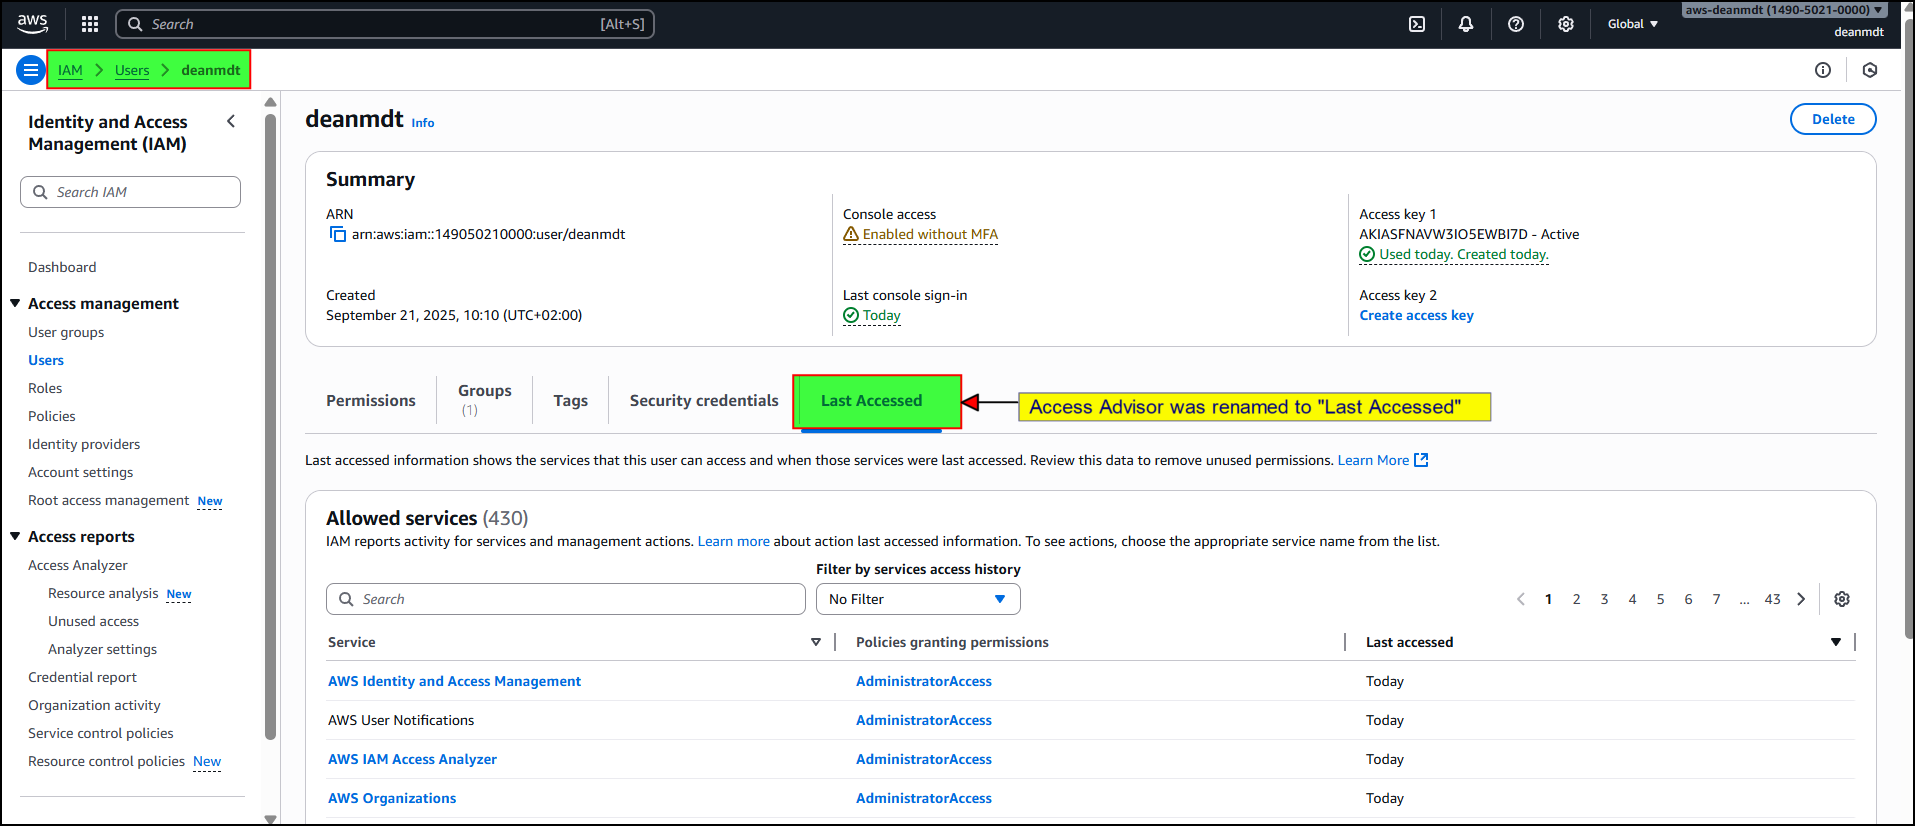 aws
Search [Alt+S]
Global
aws-deanmdt (1490-5021-0000)
deanmdt
IAM > Users > deanmdt
Identity and Access Management (IAM)
Search IAM
Dashboard
Access management
User groups
Users
Roles
Policies
Identity providers
Account settings
Root access management New
Access reports
Access Analyzer
Resource analysis New
Unused access
Analyzer settings
Credential report
Organization activity
Service control policies
Resource control policies New
deanmdt Info
Delete
Summary
ARN
arn:aws:iam::149050210000:user/deanmdt
Created
September 21, 2025, 10:10 (UTC+02:00)
Console access
Enabled without MFA
Last console sign-in
Today
Access key 1
AKIASFNAVW3IO5EWBI7D - Active
Used today. Created today.
Access key 2
Create access key
Permissions
Groups
(1)
Tags
Security credentials
Last Accessed
Access Advisor was renamed to "Last Accessed"
Last accessed information shows the services that this user can access and when those services were last accessed. Review this data to remove unused permissions. Learn More
Allowed services (430)
IAM reports activity for services and management actions. Learn more about action last accessed information. To see actions, choose the appropriate service name from the list.
Filter by services access history
Search
No Filter
1 2 3 4 5 6 7 ... 43
Service Policies granting permissions Last accessed
AWS Identity and Access Management AdministratorAccess Today
AWS User Notifications AdministratorAccess Today
AWS IAM Access Analyzer AdministratorAccess Today
AWS Organizations AdministratorAccess Today